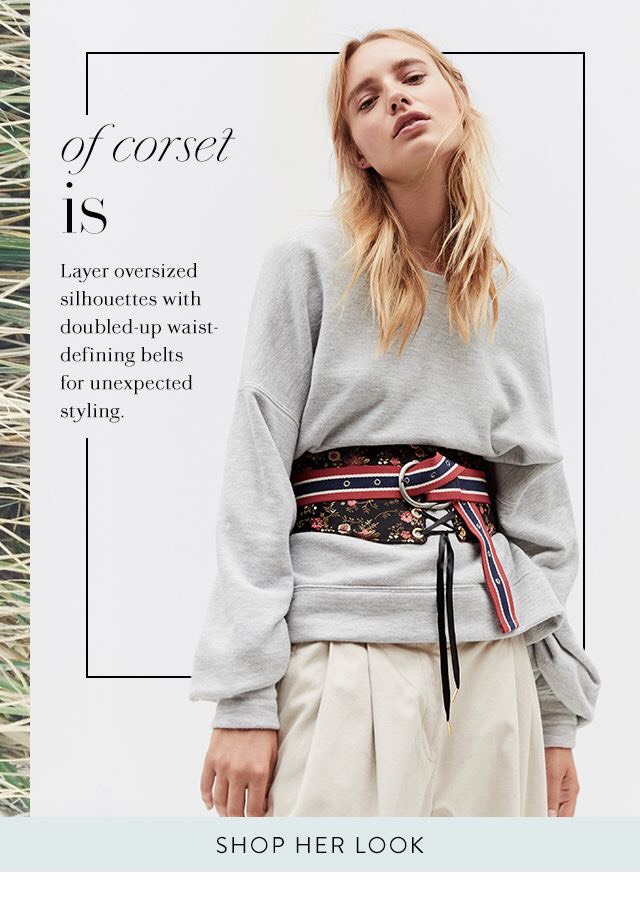 of corset
is
Layer oversized
silhouettes with
doubled-up waist-
defining belts
for unexpected
styling.
SHOP HER LOOK